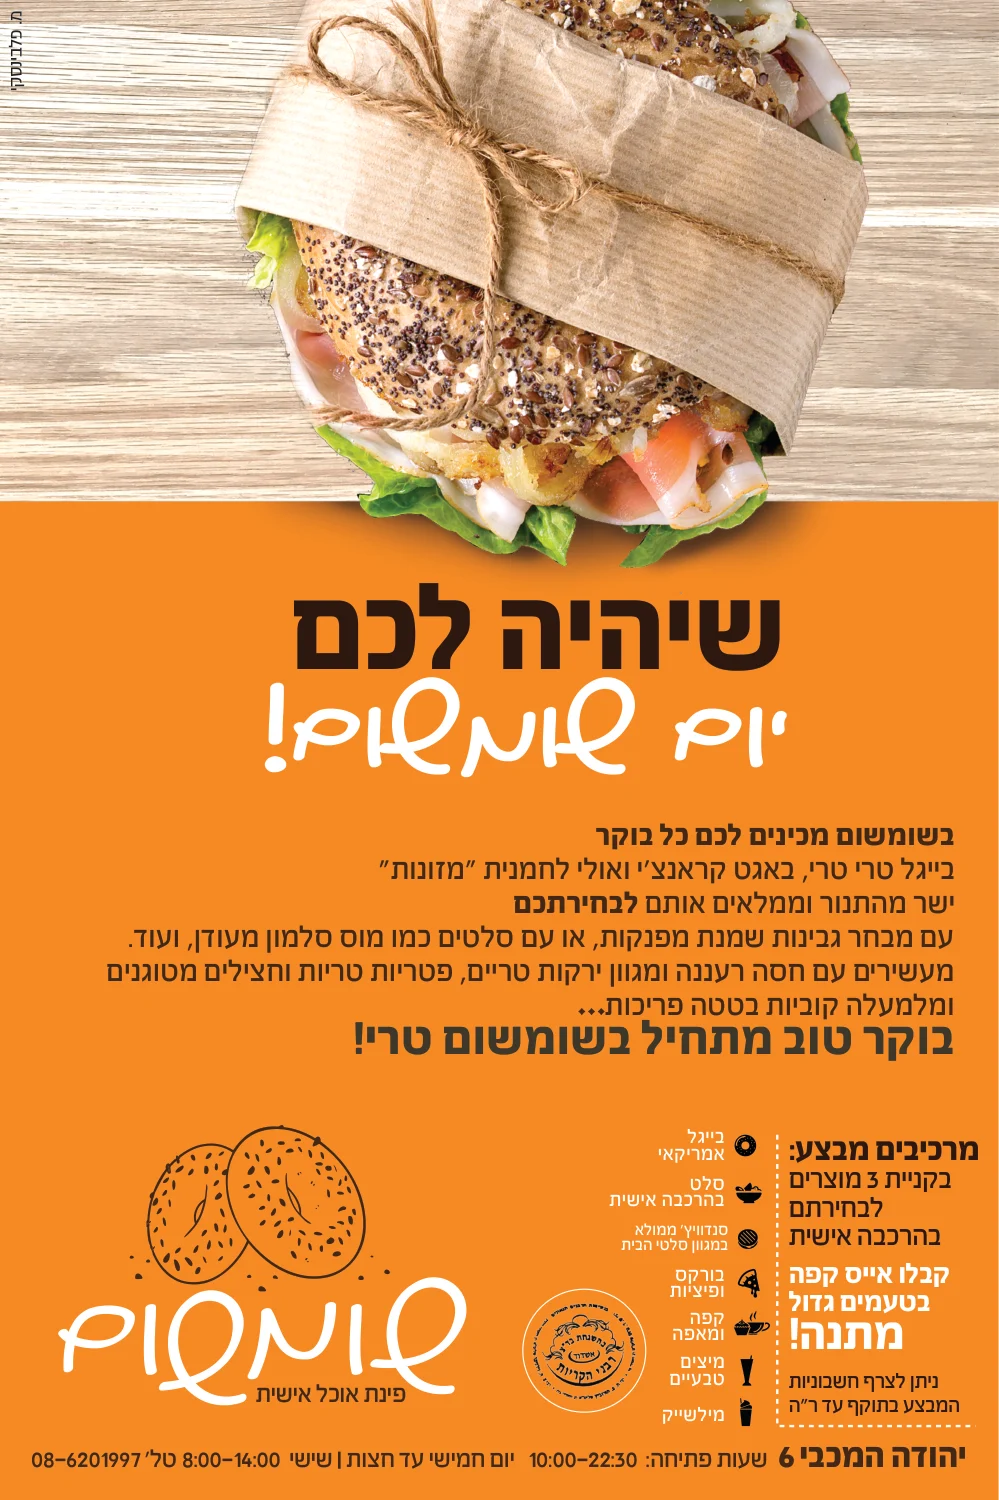 מ. פלבינסקי
שיהיה לכם
יום שומשום!
בשומשום מכינים לכם כל בוקר
בייגל טרי טרי, באגט קראנצ׳י ואולי לחמנית ״מזונות״
ישר מהתנור וממלאים אותם לבחירתכם
עם מבחר גבינות שמנת מפנקות, או עם סלטים כמו מוס סלמון מעודן, ועוד.
מעשירים עם חסה רעננה ומגוון ירקות טריים, פטריות טריות וחצילים מטוגנים
ומלמעלה קוביות בטטה פריכות...
בוקר טוב מתחיל בשומשום טרי!
מרכיבים מבצע:
בקניית 3 מוצרים
לבחירתם
בהרכבה אישית
קבלו אייס קפה
בטעמים גדול
מתנה!
ניתן לצרף חשבוניות
המבצע בתוקף עד ר״ה
בייגל
אמריקאי
סלט
בהרכבה אישית
סנדוויץ׳ ממולא
במגוון סלטי הבית
בורקס
ופיציות
קפה
ומאפה
מיצים
טבעיים
מילשייק
בהשגחת בד״צ
אשדוד
רבני הקריות
שומשום
פינת אוכל אישית
יהודה המכבי 6 שעות פתיחה: 10:00-22:30 יום חמישי עד חצות | שישי 8:00-14:00 טל׳ 08-6201997